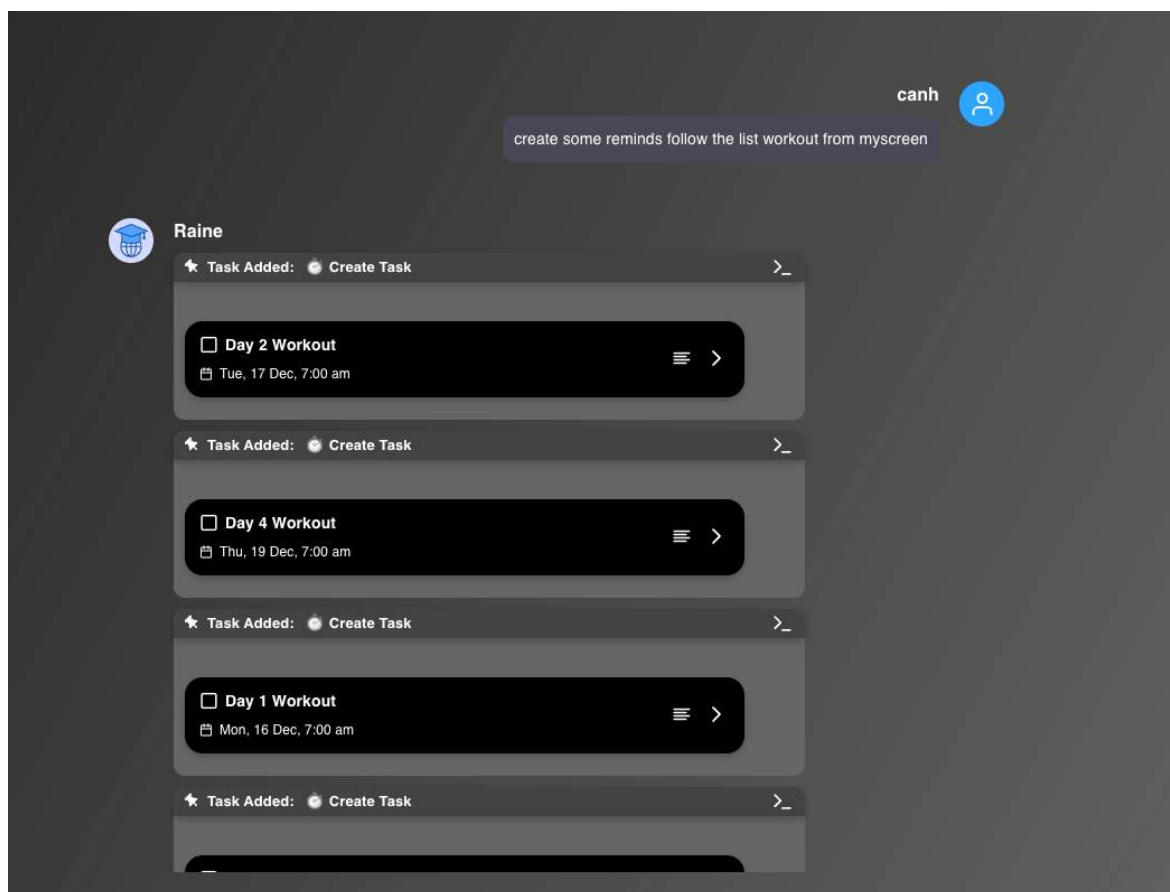 canh
create some reminds follow the list workout from myscreen
Raine
Task Added: Create Task
Day 2 Workout
Tue, 17 Dec, 7:00 am
Task Added: Create Task
Day 4 Workout
Thu, 19 Dec, 7:00 am
Task Added: Create Task
Day 1 Workout
Mon, 16 Dec, 7:00 am
Task Added: Create Task